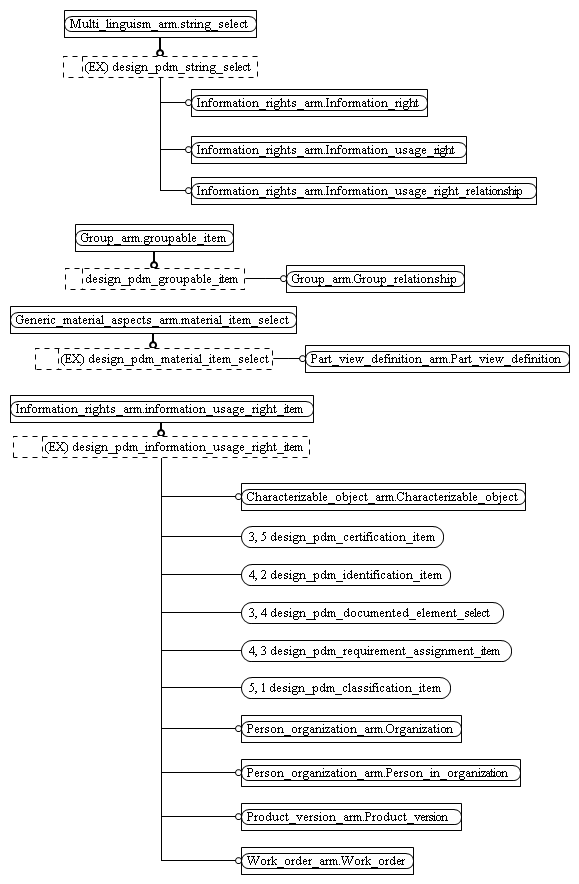 Multi_linguism_arm.string_select
(EX) design_pdm_string_select
Information_rights_arm.Information_right
Information_rights_arm.Information_usage_right
Information_rights_arm.Information_usage_right_relationship
Group_arm.groupable_item
design_pdm_groupable_item
Group_arm.Group_relationship
Generic_material_aspects_arm.material_item_select
(EX) design_pdm_material_item_select
Part_view_definition_arm.Part_view_definition
Information_rights_arm.information_usage_right_item
(EX) design_pdm_information_usage_right_item
Characterizable_object_arm.Characterizable_object
3, 5 design_pdm_certification_item
4, 2 design_pdm_identification_item
3, 4 design_pdm_documented_element_select
4, 3 design_pdm_requirement_assignment_item
5, 1 design_pdm_classification_item
Person_organization_arm.Organization
Person_organization_arm.Person_in_organization
Product_version_arm.Product_version
Work_order_arm.Work_order